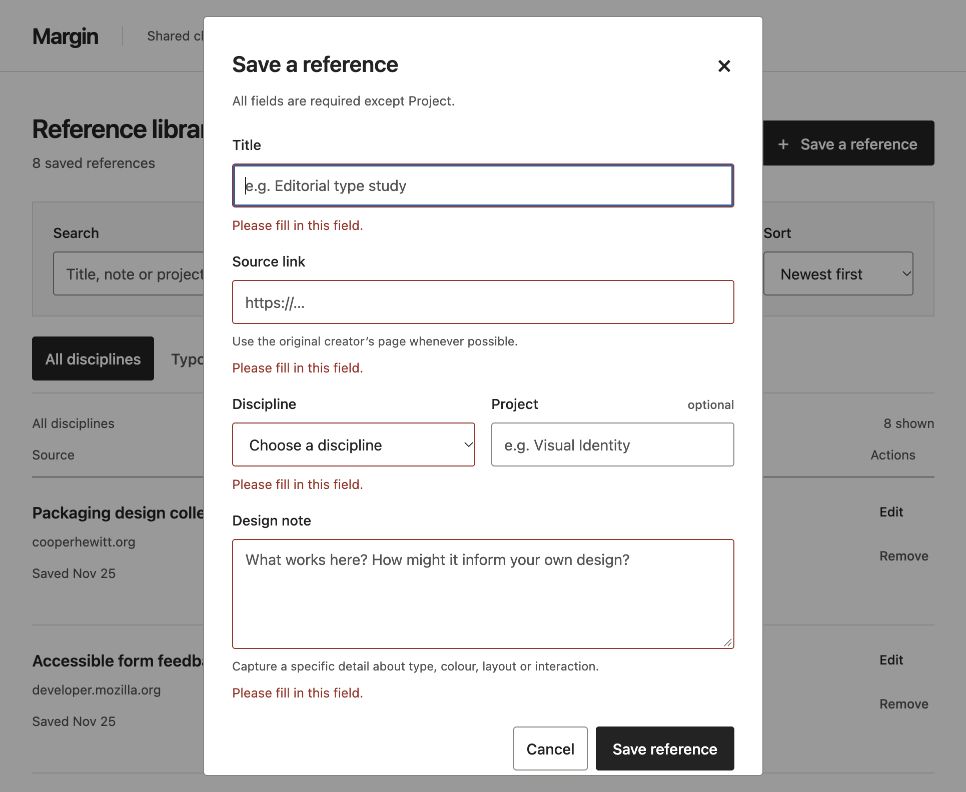 Margin
Shared cl
Save a reference
All fields are required except Project.
Reference librar
8 saved references
+ Save a reference
Title
e.g. Editorial type study
Please fill in this field.
Search
Title, note or project
Sort
Newest first
Source link
https://...
Use the original creator's page whenever possible.
Please fill in this field.
All disciplines
Typo
Discipline
Choose a discipline
Please fill in this field.
Project
optional
e.g. Visual Identity
All disciplines
8 shown
Source
Actions
Design note
What works here? How might it inform your own design?
Capture a specific detail about type, colour, layout or interaction.
Please fill in this field.
Packaging design colle
cooperhewitt.org
Saved Nov 25
Edit
Remove
Accessible form feedba
developer.mozilla.org
Saved Nov 25
Edit
Remove
Cancel
Save reference